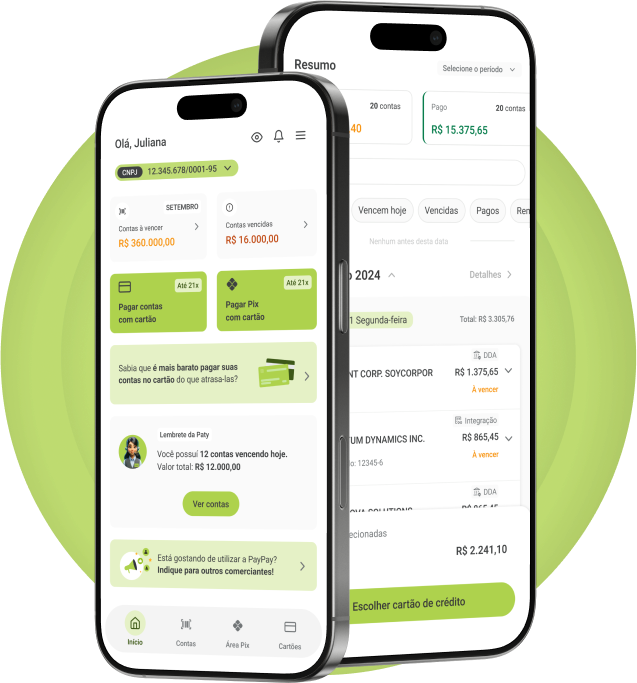 Olá, Juliana
CNPJ 12.345.678/0001-95
SETEMBRO
Contas à vencer
R$ 360.000,00
Contas vencidas
R$ 16.000,00
Até 21x
Pagar contas
com cartão
Até 21x
Pagar Pix
com cartão
Sabia que é mais barato pagar suas
contas no cartão do que atrasa-las?
Lembrete da Paty
Você possuí 12 contas vencendo hoje.
Valor total: R$ 12.000,00
Ver contas
Está gostando de utilizar a PayPay?
Indique para outros comerciantes!
Início
Contas
Área Pix
Cartões
Resumo
Selecione o período
20 contas
40
Pago
20 contas
R$ 15.375,65
Vencem hoje
Vencidas
Pagos
Ren
Nenhum antes desta data
o 2024
Detalhes
1 Segunda-feira
Total: R$ 3.305,76
DDA
NT CORP. SOYCORPOR
R$ 1.375,65
À vencer
Integração
TUM DYNAMICS INC.
R$ 865,45
À vencer
to: 12345-6
DDA
OVA SOLUTIONS
R$ 865,45
ecionadas
R$ 2.241,10
Escolher cartão de crédito